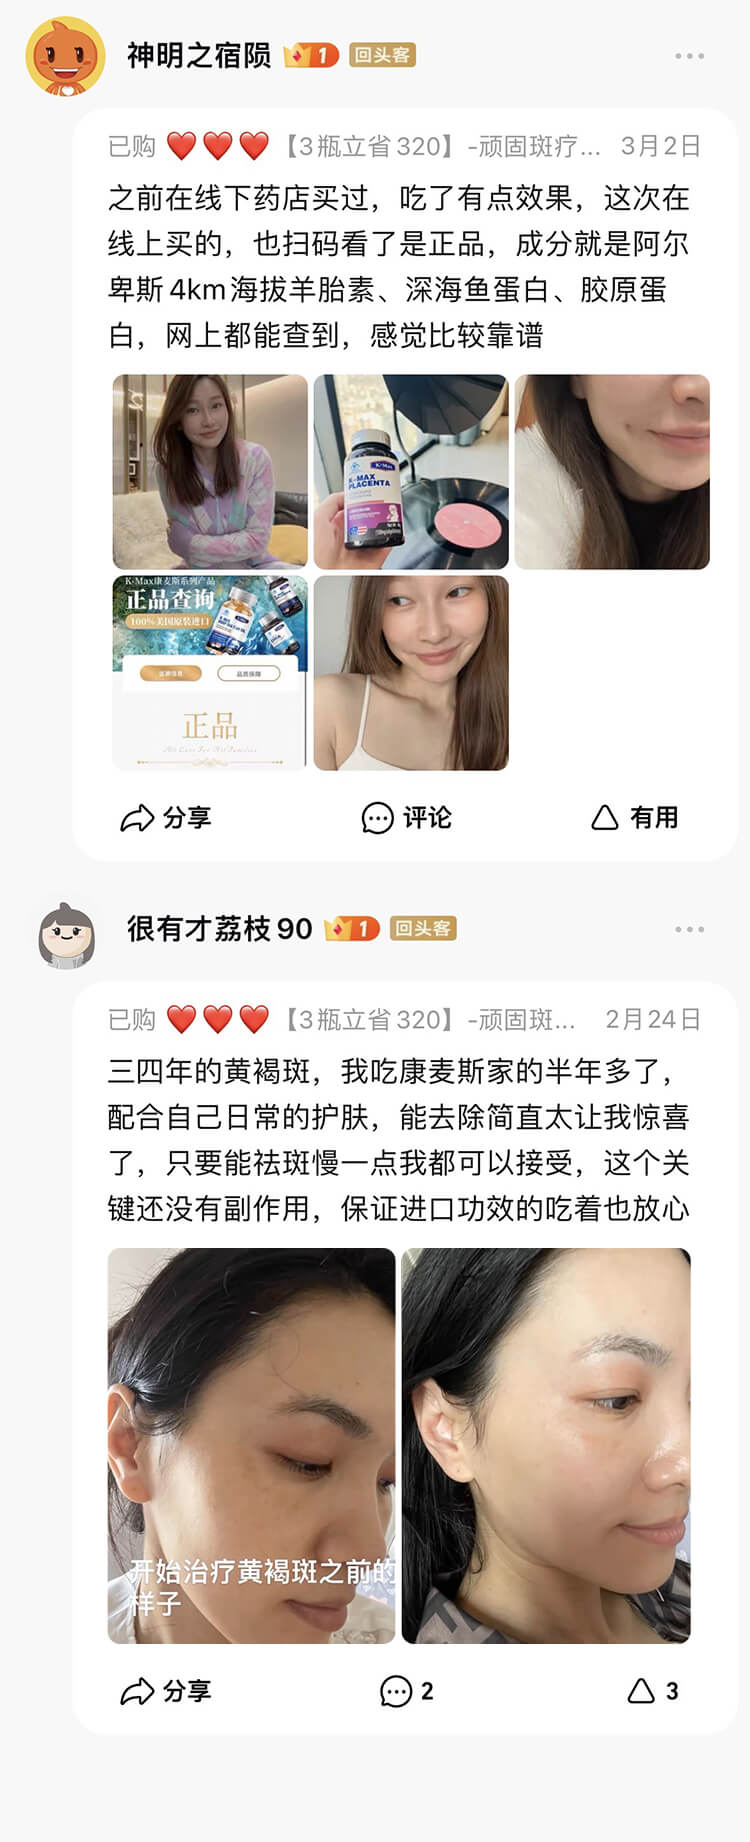 神明之宿陨 1 回头客
已购 ❤️❤️❤️【3瓶立省320】-顽固斑疗... 3月2日
之前在线下药店买过，吃了有点效果，这次在
线上买的，也扫码看了是正品，成分就是阿尔
卑斯4km海拔羊胎素、深海鱼蛋白、胶原蛋
白，网上都能查到，感觉比较靠谱
K-Max
K-MAX
PLACENTA
K-Max康麦斯系列产品
正品查询
100%美国原装进口
品质保障
正品
分享 评论 有用
很有才荔枝90 1 回头客
已购 ❤️❤️❤️【3瓶立省320】-顽固斑... 2月24日
三四年的黄褐斑，我吃康麦斯家的半年多了，
配合自己日常的护肤，能去除简直太让我惊喜
了，只要能祛斑慢一点我都可以接受，这个关
键还没有副作用，保证进口功效的吃着也放心
开始治疗黄褐斑之前的
样子
分享 2 3